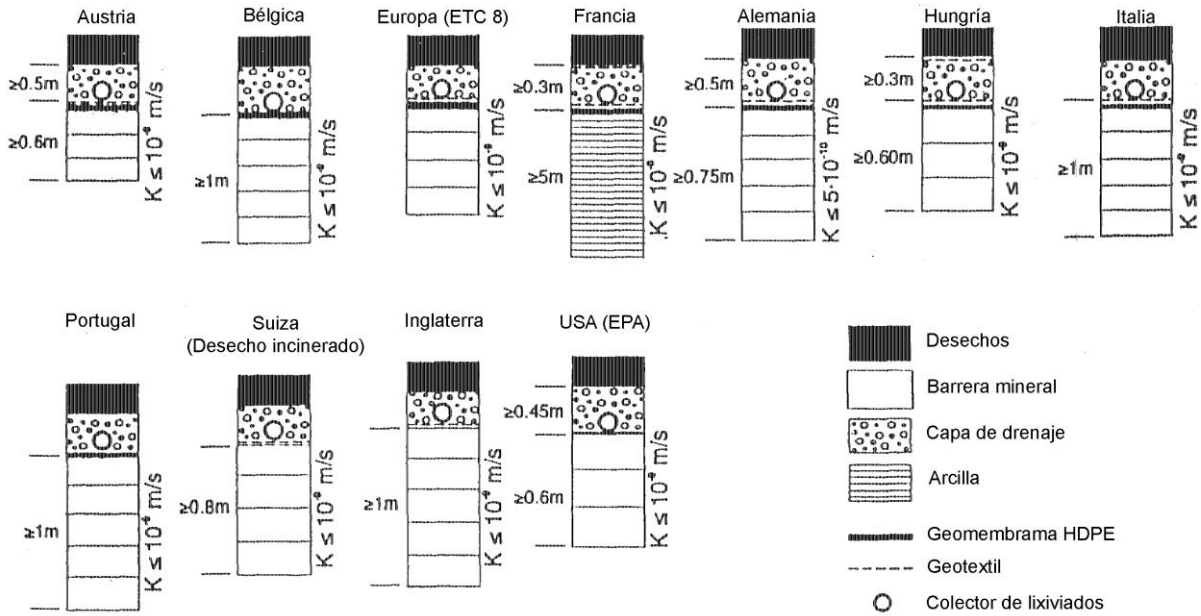 Austria
Bélgica
Europa (ETC 8)
Francia
Alemania
Hungría
Italia
≥0.5m
≥0.6m
K ≤ 10⁻⁹ m/s
≥1m
K ≤ 10⁻⁹ m/s
K ≤ 10⁻⁹ m/s
≥0.3m
≥5m
K ≤ 10⁻⁶ m/s
≥0.5m
≥0.75m
K ≤ 5·10⁻¹⁰ m/s
≥0.3m
≥0.60m
K ≤ 10⁻⁹ m/s
≥1m
K ≤ 10⁻⁹ m/s
Portugal
Suiza
(Desecho incinerado)
Inglaterra
USA (EPA)
≥1m
K ≤ 10⁻⁹ m/s
≥0.8m
K ≤ 10⁻⁹ m/s
≥1m
K ≤ 10⁻⁹ m/s
≥0.45m
≥0.6m
K ≤ 10⁻⁹ m/s
Desechos
Barrera mineral
Capa de drenaje
Arcilla
Geomembrama HDPE
Geotextil
Colector de lixiviados